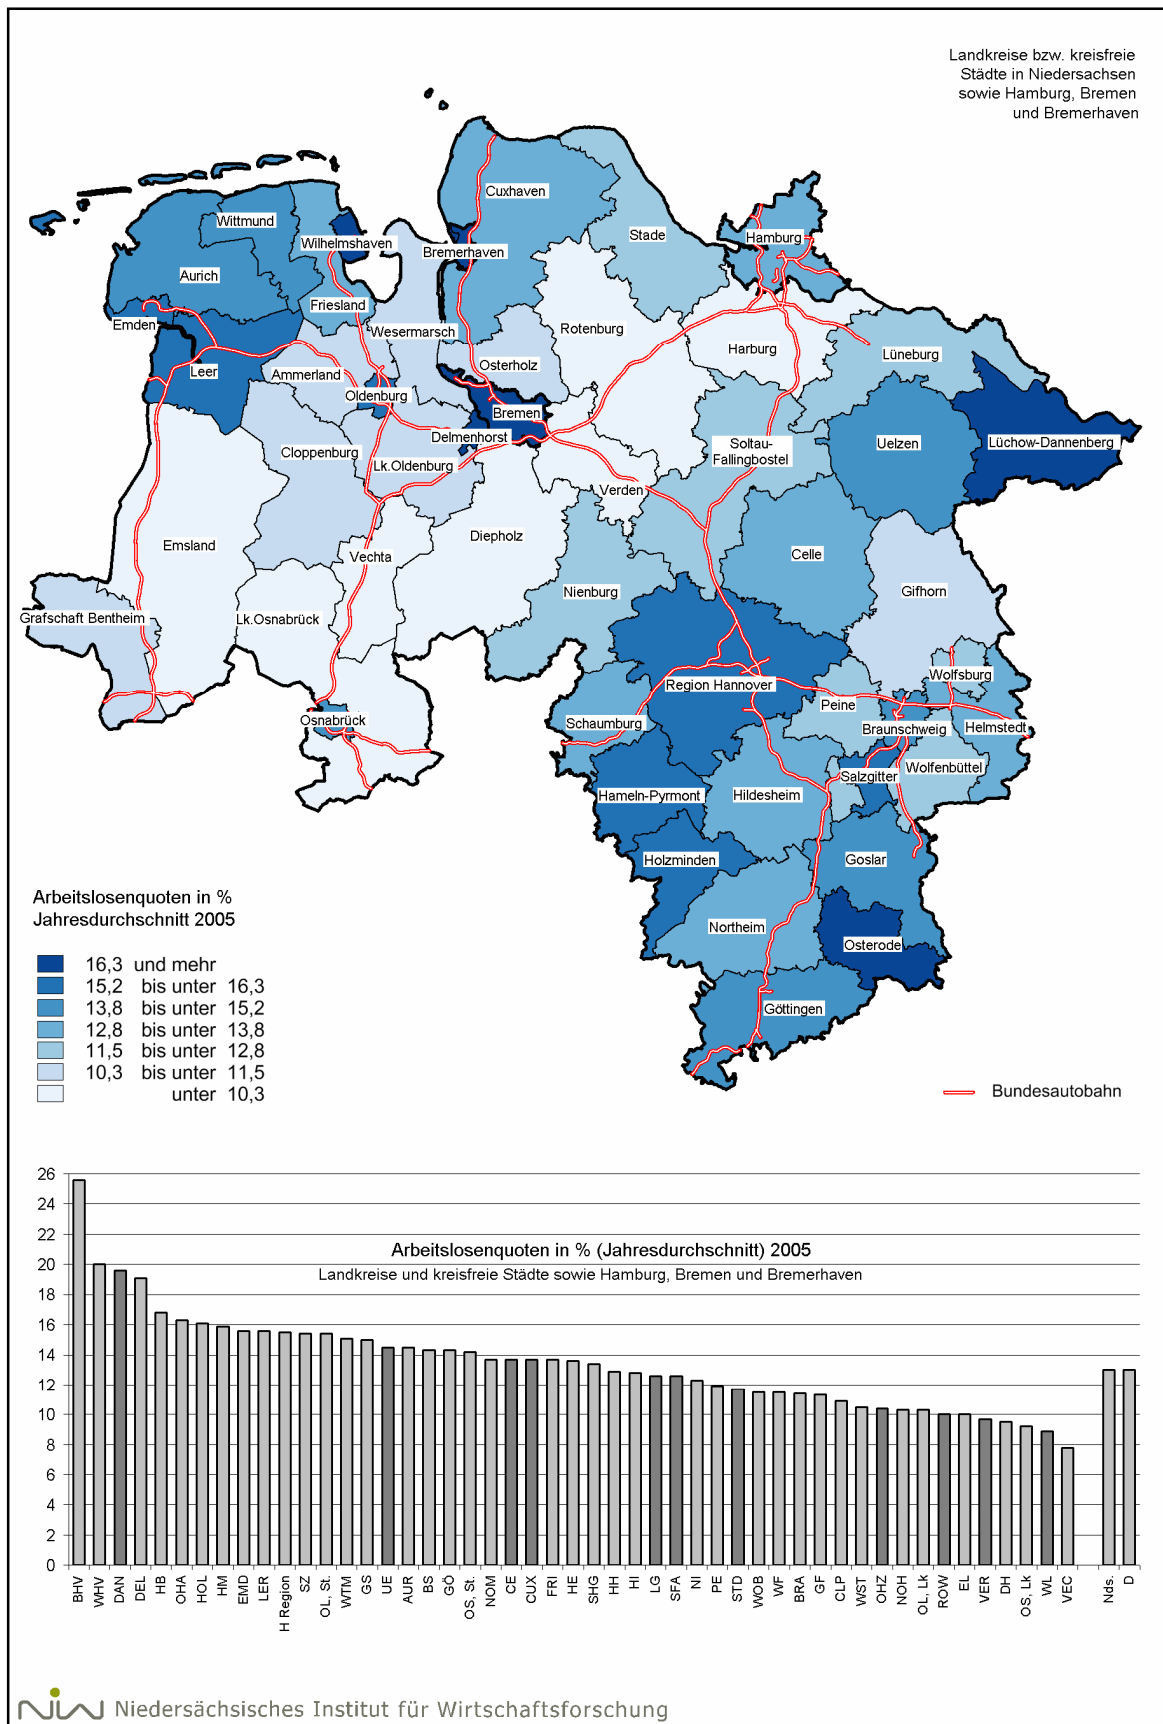 Landkreise bzw. kreisfreie
Städte in Niedersachsen
sowie Hamburg, Bremen
und Bremerhaven
Cuxhaven
Wittmund
Stade
Hamburg
Wilhelmshaven
Bremerhaven
Aurich
Friesland
Emden
Wesermarsch
Rotenburg
Harburg
Lüneburg
Leer
Ammerland
Osterholz
Oldenburg
Bremen
Delmenhorst
Uelzen
Lüchow-Dannenberg
Soltau-
Fallingbostel
Cloppenburg
Lk.Oldenburg
Verden
Diepholz
Emsland
Vechta
Celle
Gifhorn
Nienburg
Grafschaft Bentheim
Lk.Osnabrück
Wolfsburg
Region Hannover
Peine
Osnabrück
Schaumburg
Braunschweig
Helmstedt
Wolfenbüttel
Salzgitter
Hameln-Pyrmont
Hildesheim
Holzminden
Goslar
Northeim
Osterode
Göttingen
Arbeitslosenquoten in %
Jahresdurchschnitt 2005
16,3 und mehr
15,2 bis unter 16,3
13,8 bis unter 15,2
12,8 bis unter 13,8
11,5 bis unter 12,8
10,3 bis unter 11,5
unter 10,3
Bundesautobahn
Arbeitslosenquoten in % (Jahresdurchschnitt) 2005
Landkreise und kreisfreie Städte sowie Hamburg, Bremen und Bremerhaven
26
24
22
20
18
16
14
12
10
8
6
4
2
0
BHV
WHV
DAN
DEL
HB
OHA
HOL
HM
EMD
LER
H Region
SZ
OL, St.
WTM
GS
UE
AUR
BS
GÖ
OS, St.
NOM
CE
CUX
FRI
HE
SHG
HH
HI
LG
SFA
NI
PE
STD
WOB
WF
BRA
GF
CLP
WST
OHZ
NOH
OL, Lk
ROW
EL
VER
DH
OS, Lk
WL
VEC
Nds.
D
NIW Niedersächsisches Institut für Wirtschaftsforschung